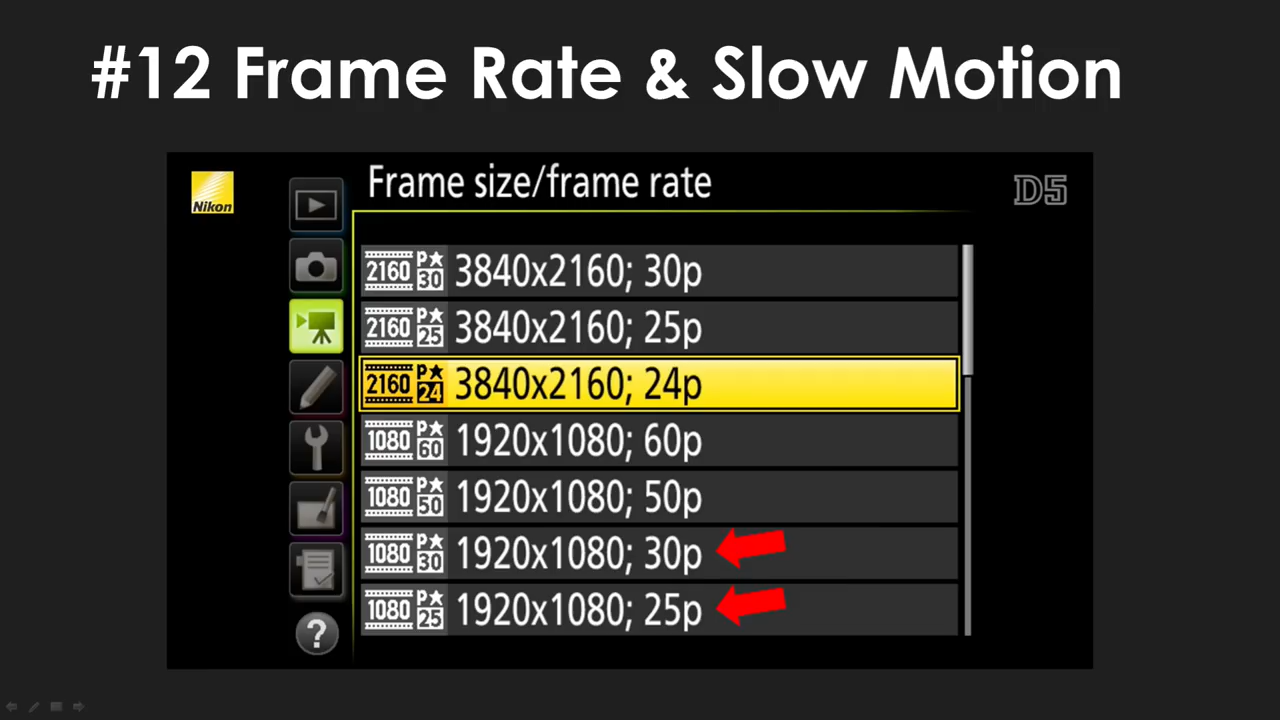 #12 Frame Rate & Slow Motion
Nikon
Frame size/frame rate
D5
2160 P★30 3840x2160; 30p
2160 P★25 3840x2160; 25p
2160 P★24 3840x2160; 24p
1080 P★60 1920x1080; 60p
1080 P★50 1920x1080; 50p
1080 P★30 1920x1080; 30p
1080 P★25 1920x1080; 25p
?